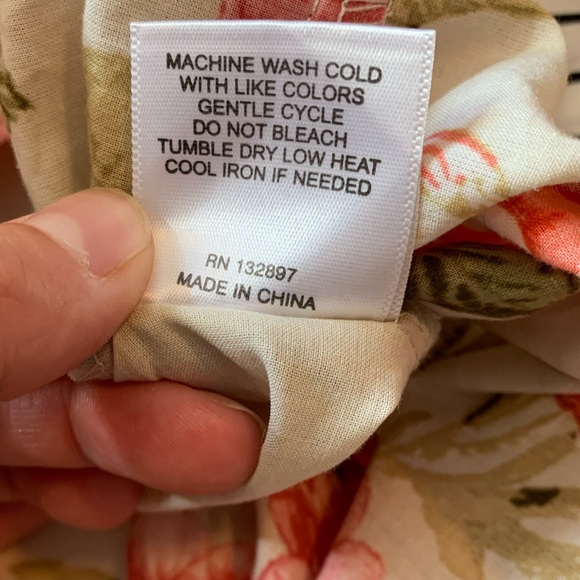 MACHINE WASH COLD
WITH LIKE COLORS
GENTLE CYCLE
DO NOT BLEACH
TUMBLE DRY LOW HEAT
COOL IRON IF NEEDED
RN 132897
MADE IN CHINA